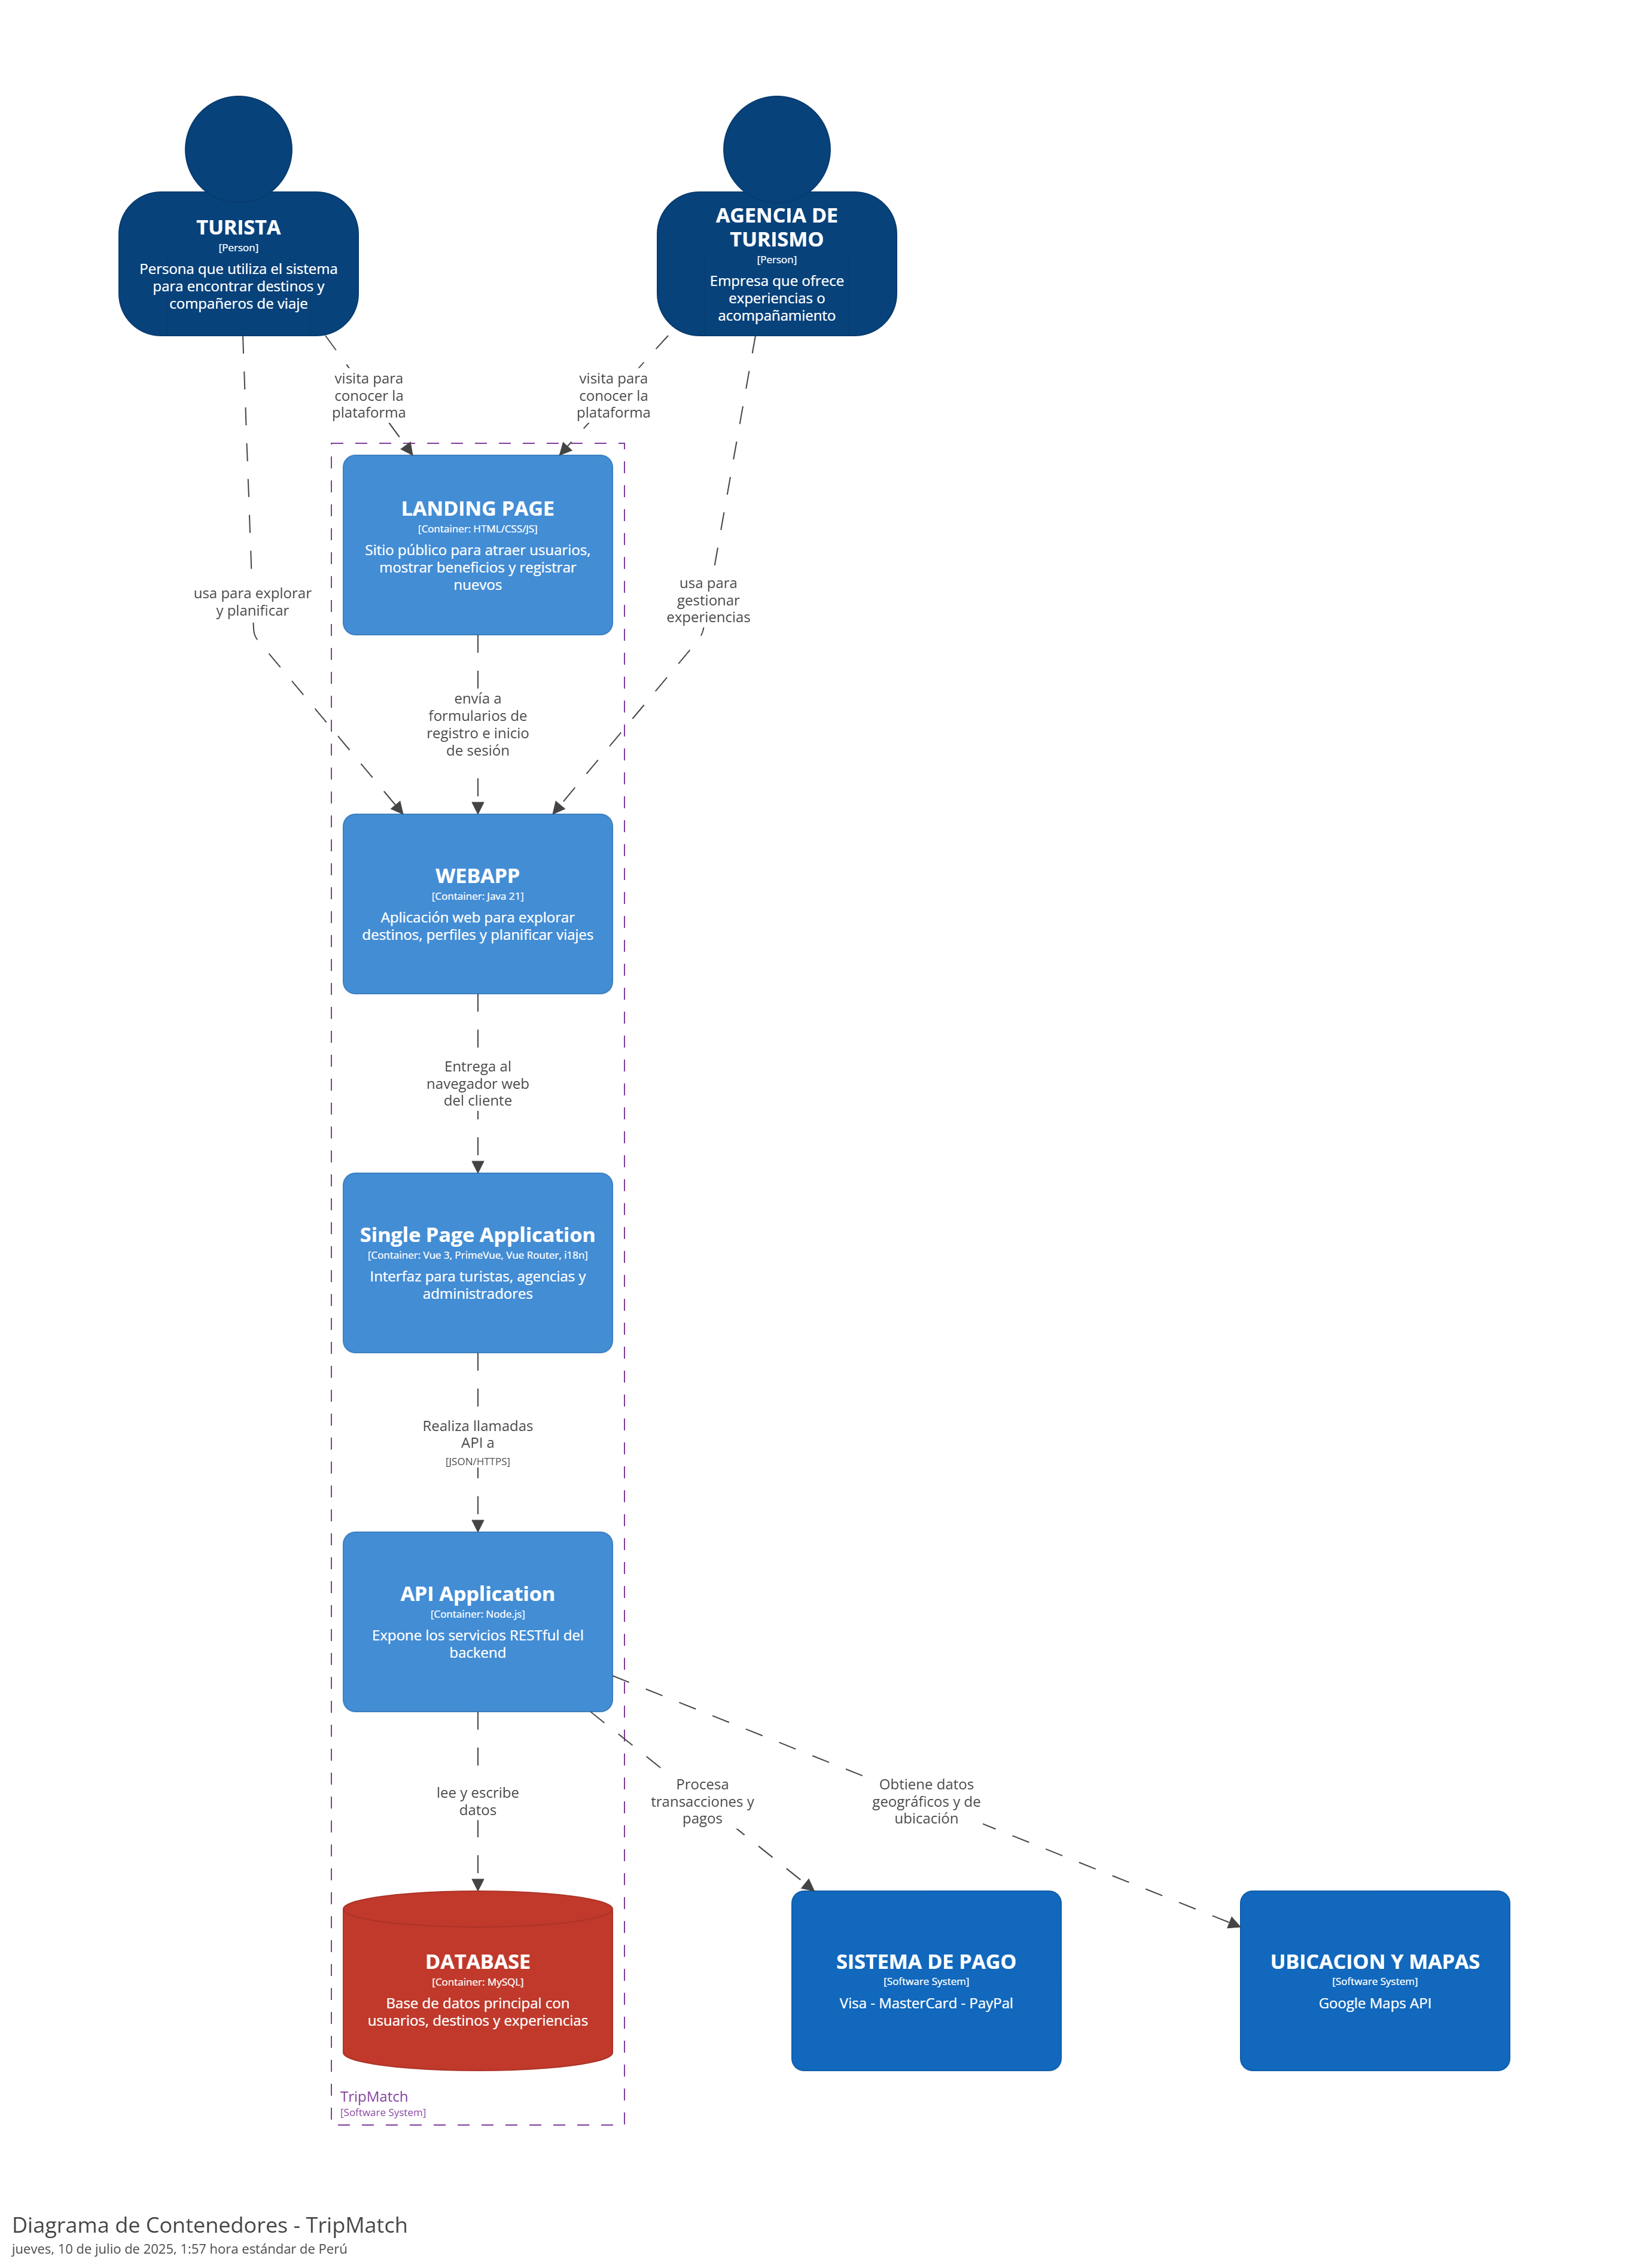 TURISTA
[Person]
Persona que utiliza el sistema
para encontrar destinos y
compañeros de viaje
AGENCIA DE
TURISMO
[Person]
Empresa que ofrece
experiencias o
acompañamiento
visita para
conocer la
plataforma
visita para
conocer la
plataforma
LANDING PAGE
[Container: HTML/CSS/JS]
Sitio público para atraer usuarios,
mostrar beneficios y registrar
nuevos
usa para explorar
y planificar
usa para
gestionar
experiencias
envía a
formularios de
registro e inicio
de sesión
WEBAPP
[Container: Java 21]
Aplicación web para explorar
destinos, perfiles y planificar viajes
Entrega al
navegador web
del cliente
Single Page Application
[Container: Vue 3, PrimeVue, Vue Router, i18n]
Interfaz para turistas, agencias y
administradores
Realiza llamadas
API a
[JSON/HTTPS]
API Application
[Container: Node.js]
Expone los servicios RESTful del
backend
lee y escribe
datos
Procesa
transacciones y
pagos
Obtiene datos
geográficos y de
ubicación
DATABASE
[Container: MySQL]
Base de datos principal con
usuarios, destinos y experiencias
SISTEMA DE PAGO
[Software System]
Visa - MasterCard - PayPal
UBICACION Y MAPAS
[Software System]
Google Maps API
TripMatch
[Software System]
Diagrama de Contenedores - TripMatch
jueves, 10 de julio de 2025, 1:57 hora estándar de Perú